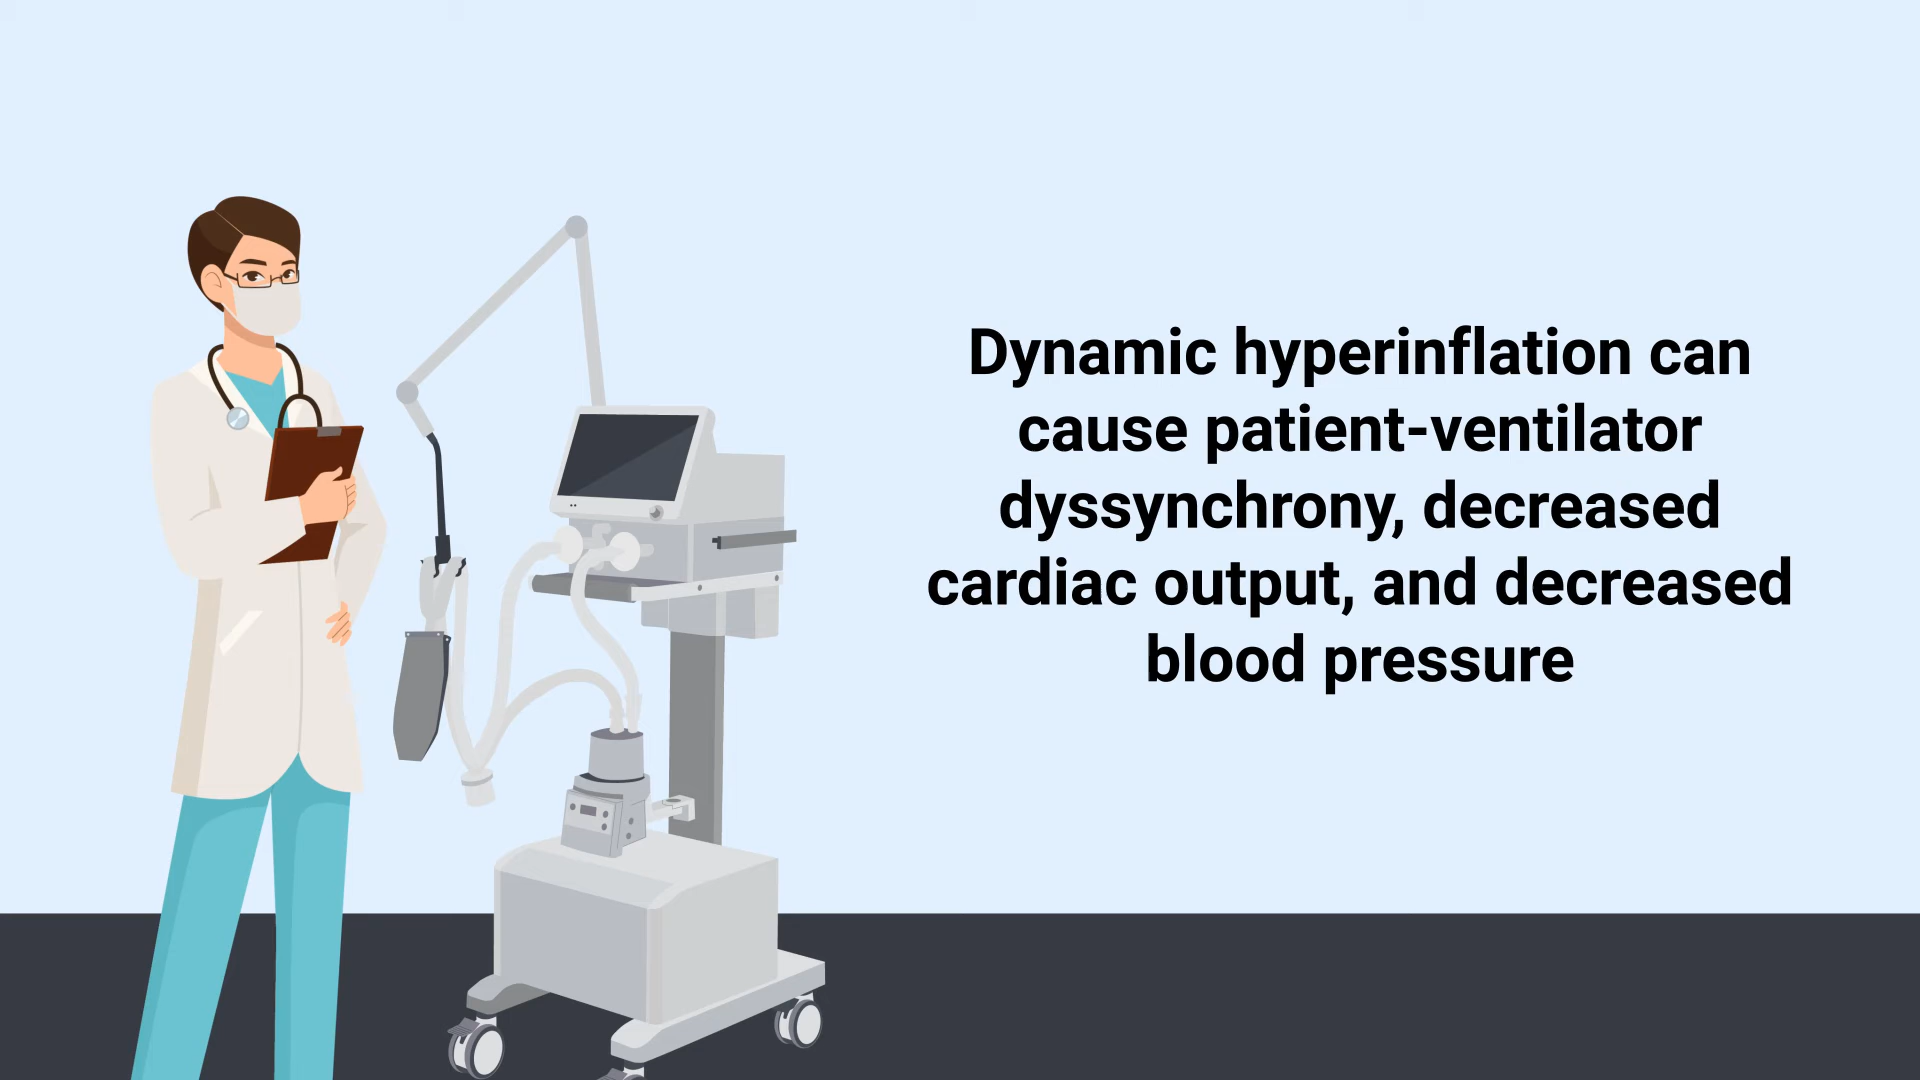 Dynamic hyperinflation can
cause patient-ventilator
dyssynchrony, decreased
cardiac output, and decreased
blood pressure